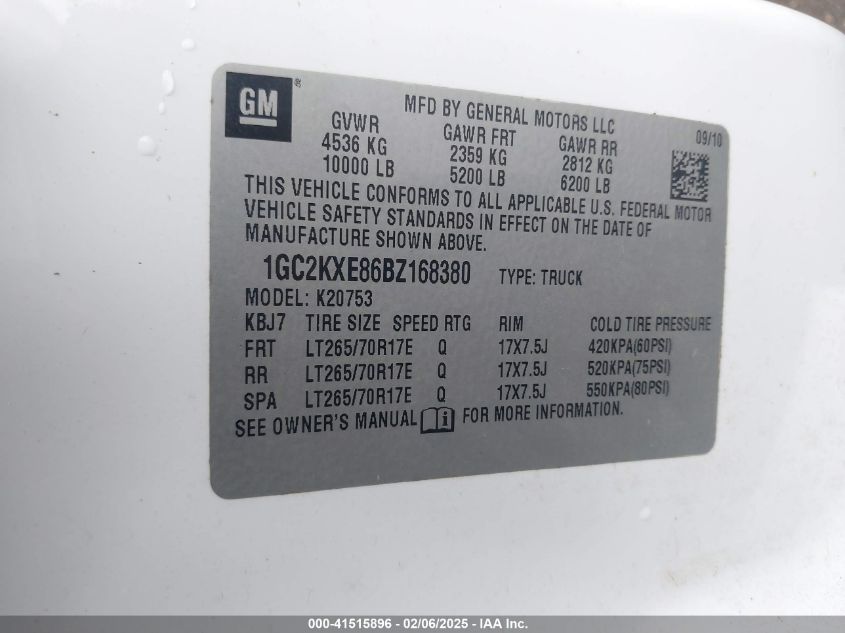 GM ®
MFD BY GENERAL MOTORS LLC
09/10
GVWR GAWR FRT GAWR RR
4536 KG 2359 KG 2812 KG
10000 LB 5200 LB 6200 LB
THIS VEHICLE CONFORMS TO ALL APPLICABLE U.S. FEDERAL MOTOR
VEHICLE SAFETY STANDARDS IN EFFECT ON THE DATE OF
MANUFACTURE SHOWN ABOVE.
1GC2KXE86BZ168380 TYPE: TRUCK
MODEL: K20753
KBJ7 TIRE SIZE SPEED RTG RIM COLD TIRE PRESSURE
FRT LT265/70R17E Q 17X7.5J 420KPA(60PSI)
RR LT265/70R17E Q 17X7.5J 520KPA(75PSI)
SPA LT265/70R17E Q 17X7.5J 550KPA(80PSI)
SEE OWNER'S MANUAL i FOR MORE INFORMATION.
000-41515896 - 02/06/2025 - IAA Inc.